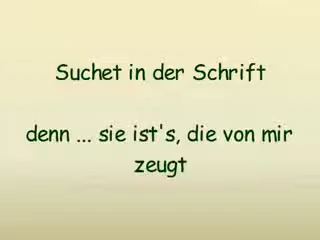 Suchet in der Schrift
denn ... sie ist's, die von mir
zeugt